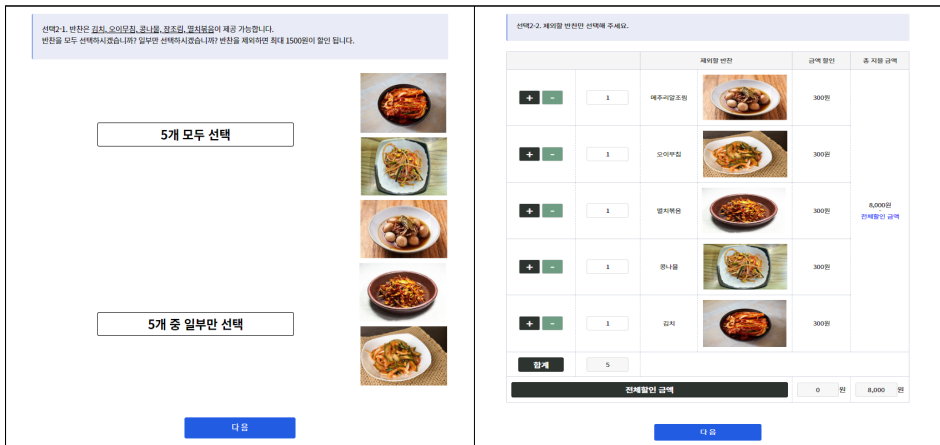 선택2-1. 반찬은 김치, 오이무침, 콩나물, 장조림, 멸치볶음이 제공 가능합니다.
반찬을 모두 선택하시겠습니까? 일부만 선택하시겠습니까? 반찬을 제외하면 최대 1500원이 할인 됩니다.
5개 모두 선택
5개 중 일부만 선택
다음
선택2-2. 제외할 반찬만 선택해 주세요.
제외할 반찬 금액 할인 총 지불 금액
+ - 1 메추리알조림 300원
+ - 1 오이무침 300원
+ - 1 멸치볶음 300원
8,000원
전체할인 금액
+ - 1 콩나물 300원
+ - 1 김치 300원
합계 5
전체할인 금액 0 원 8,000 원
다음